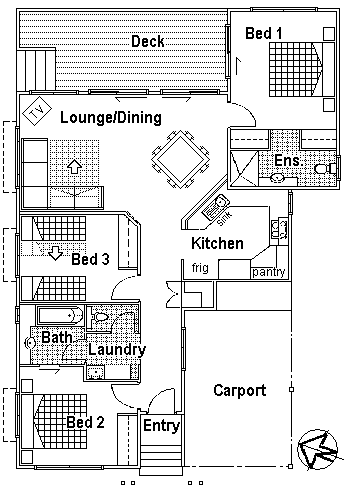 Deck
Bed 1
TV
Lounge/Dining
Ens.
Sink
Kitchen
frig
pantry
Bed 3
Bath
Laundry
Carport
Bed 2
Entry